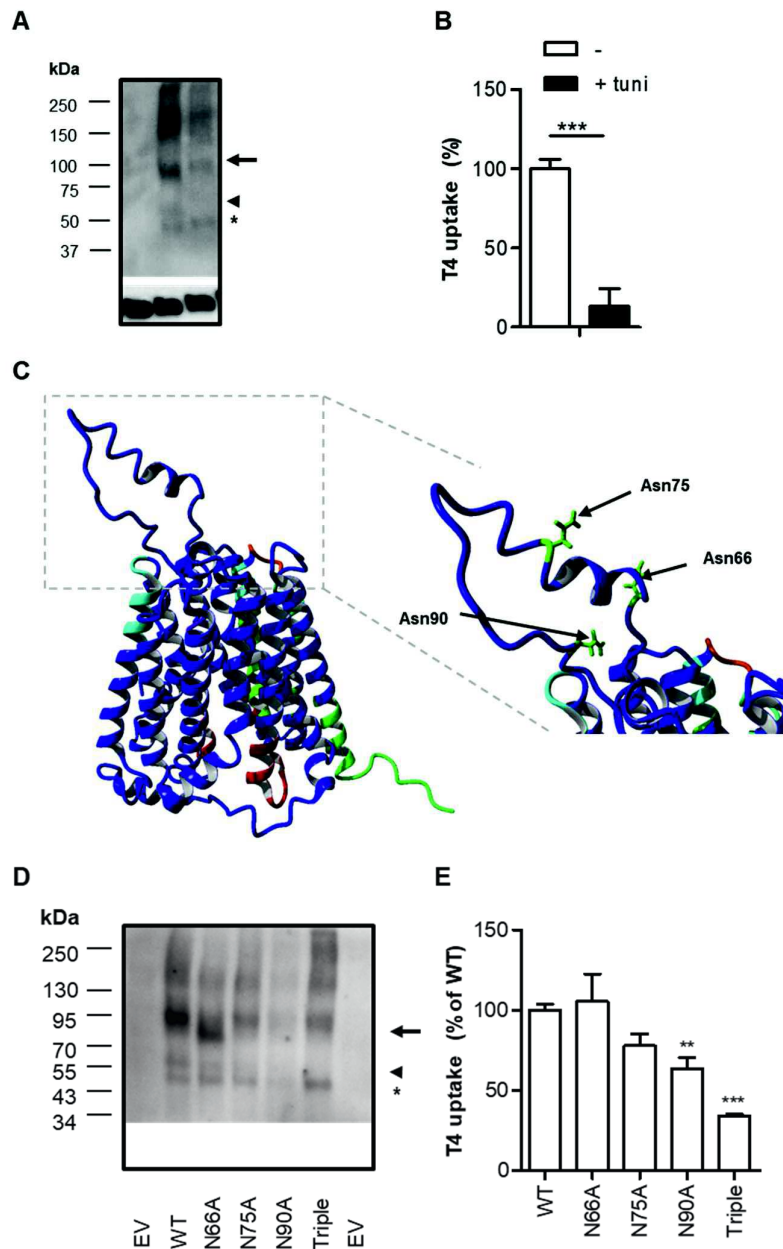 A
kDa
250
150
100
75
50
37
*
B
-
+ tuni
***
150
100
50
0
T4 uptake (%)
C
Asn75
Asn66
Asn90
D
kDa
250
130
95
70
55
43
34
*
EV
WT
N66A
N75A
N90A
Triple
EV
E
150
100
50
0
T4 uptake (% of WT)
**
***
WT
N66A
N75A
N90A
Triple